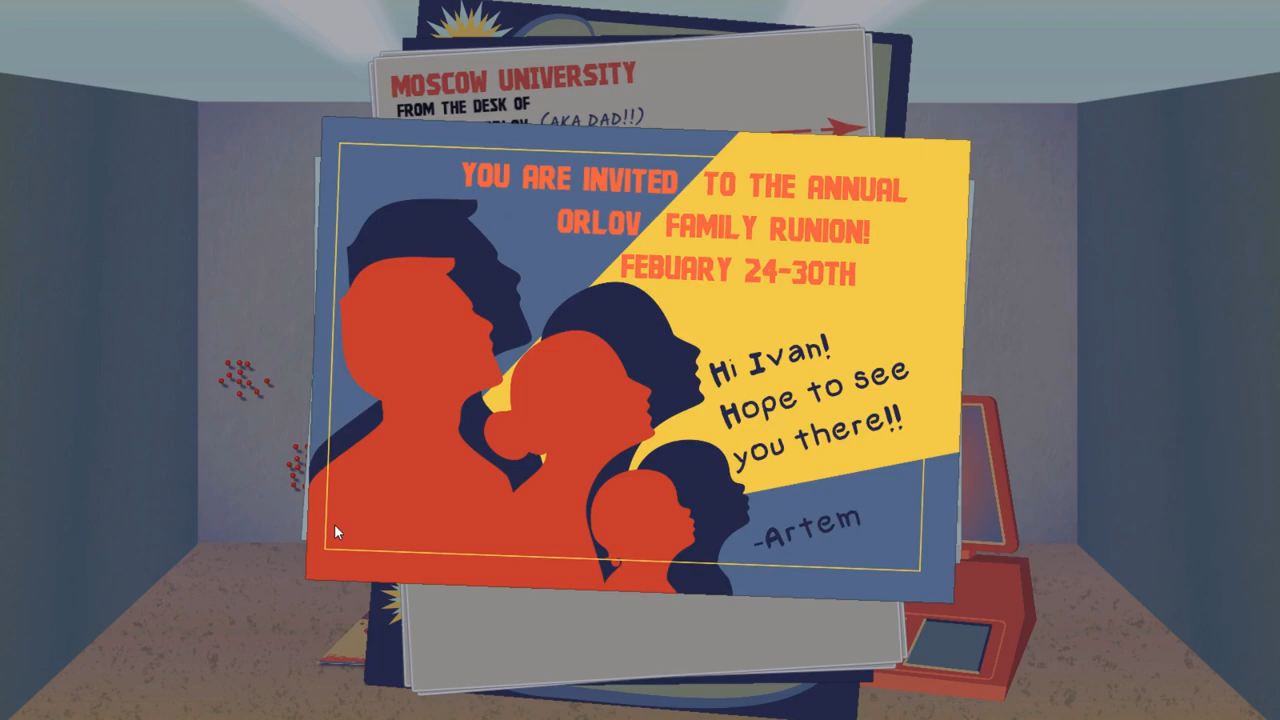 MOSCOW UNIVERSITY
FROM THE DESK OF
(AKA DAD!!)
YOU ARE INVITED TO THE ANNUAL
ORLOV FAMILY RUNION!
FEBUARY 24-30TH
Hi Ivan!
Hope to see
you there!!
-Artem